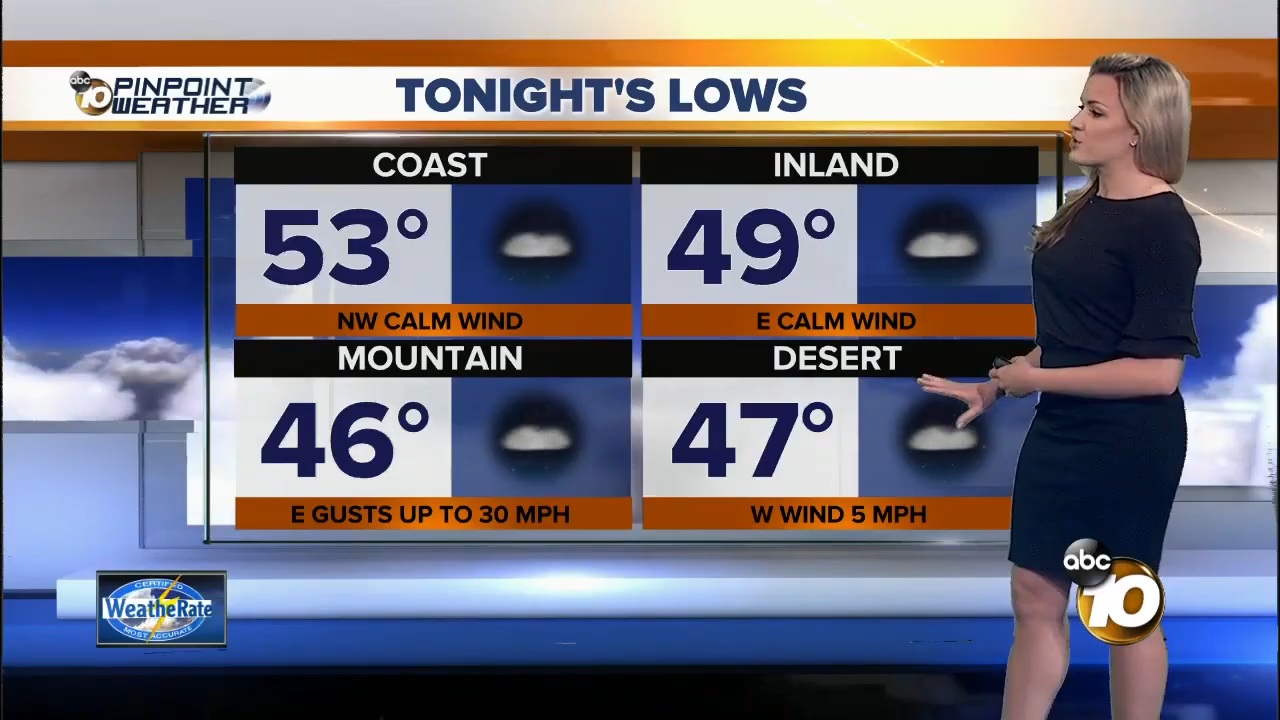 abc
10 PINPOINT
WEATHER
TONIGHT'S LOWS
COAST
53°
NW CALM WIND
INLAND
49°
E CALM WIND
MOUNTAIN
46°
E GUSTS UP TO 30 MPH
DESERT
47°
W WIND 5 MPH
CERTIFIED
WeatheRate
MOST ACCURATE
abc
10